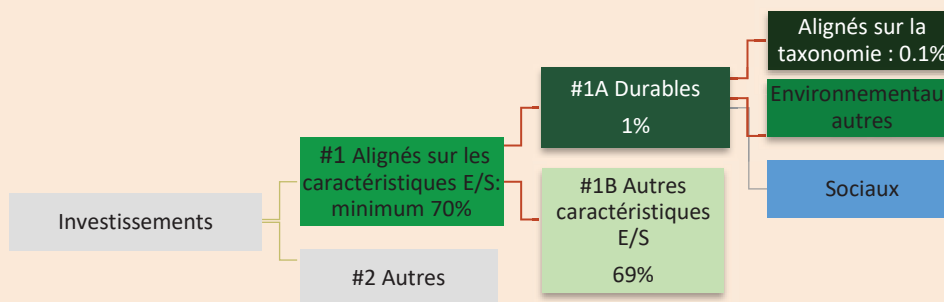 Investissements
#1 Alignés sur les
caractéristiques E/S:
minimum 70%
#2 Autres
#1A Durables
1%
#1B Autres
caractéristiques
E/S
69%
Alignés sur la
taxonomie : 0.1%
Environnementau
autres
Sociaux